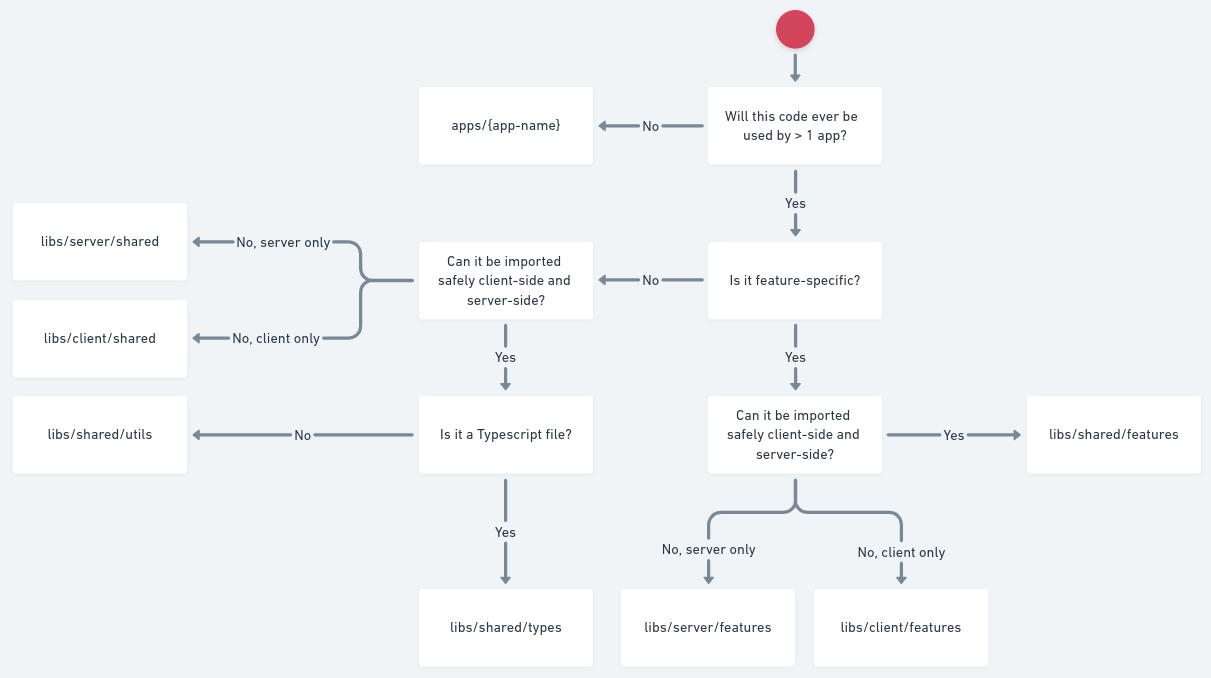 apps/{app-name}
No
Will this code ever be
used by > 1 app?
Yes
libs/server/shared
No, server only
Can it be imported
safely client-side and
server-side?
No
Is it feature-specific?
libs/client/shared
No, client only
Yes
Yes
libs/shared/utils
No
Is it a Typescript file?
Can it be imported
safely client-side and
server-side?
Yes
libs/shared/features
Yes
No, server only
No, client only
libs/shared/types
libs/server/features
libs/client/features